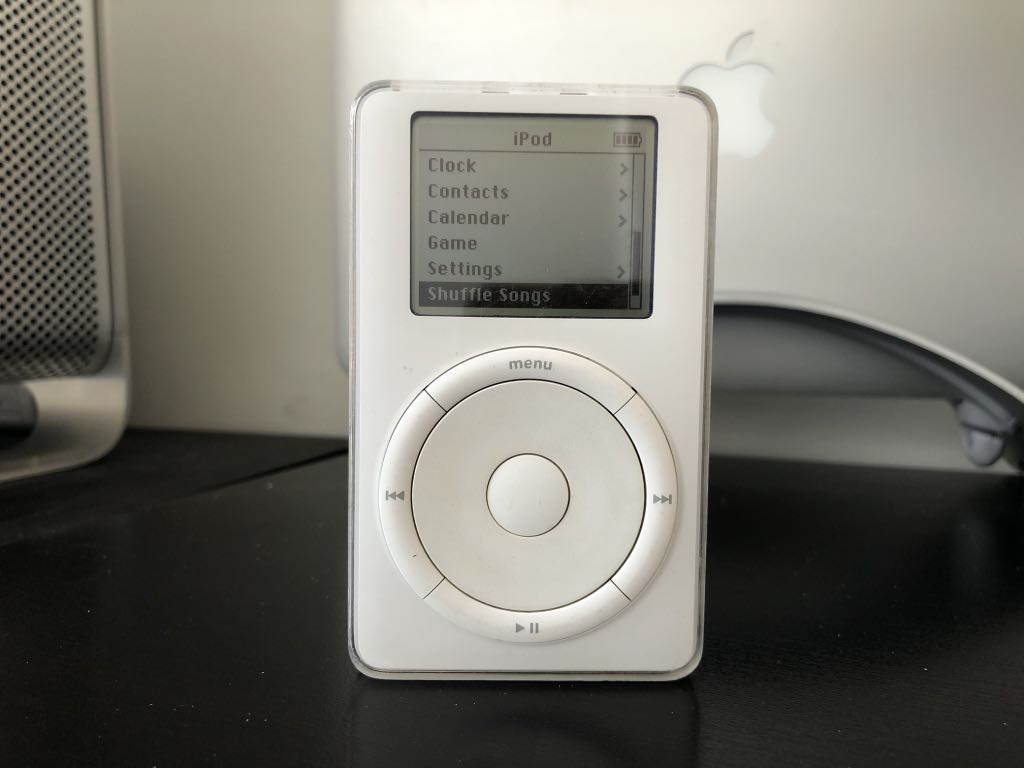 iPod
Clock
Contacts
Calendar
Game
Settings
Shuffle Songs
menu